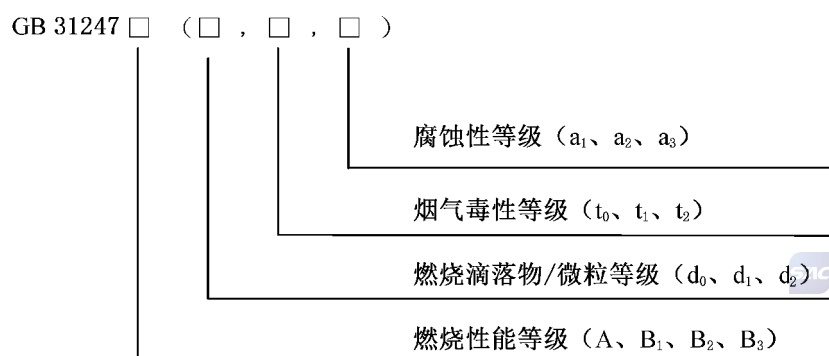 GB 31247 □ （□，□，□）
腐蚀性等级（a₁、a₂、a₃）
烟气毒性等级（t₀、t₁、t₂）
燃烧滴落物/微粒等级（d₀、d₁、d₂）
燃烧性能等级（A、B₁、B₂、B₃）